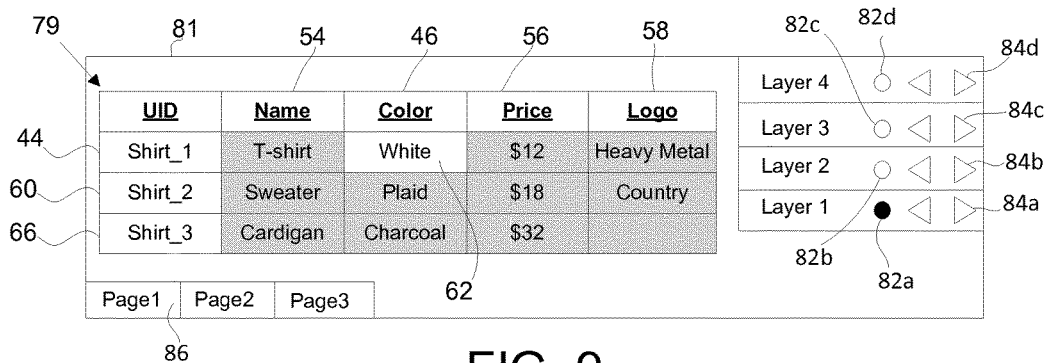 82d
81
54
46
56
58
82c
84d
79
Layer 4
UID Name Color Price Logo
84c
Layer 3
44
Shirt_1 T-shirt White $12 Heavy Metal
Layer 2
84b
60
Shirt_2 Sweater Plaid $18 Country
Layer 1
84a
66
Shirt_3 Cardigan Charcoal $32
82b
82a
62
Page1 Page2 Page3
86
FIG. 9